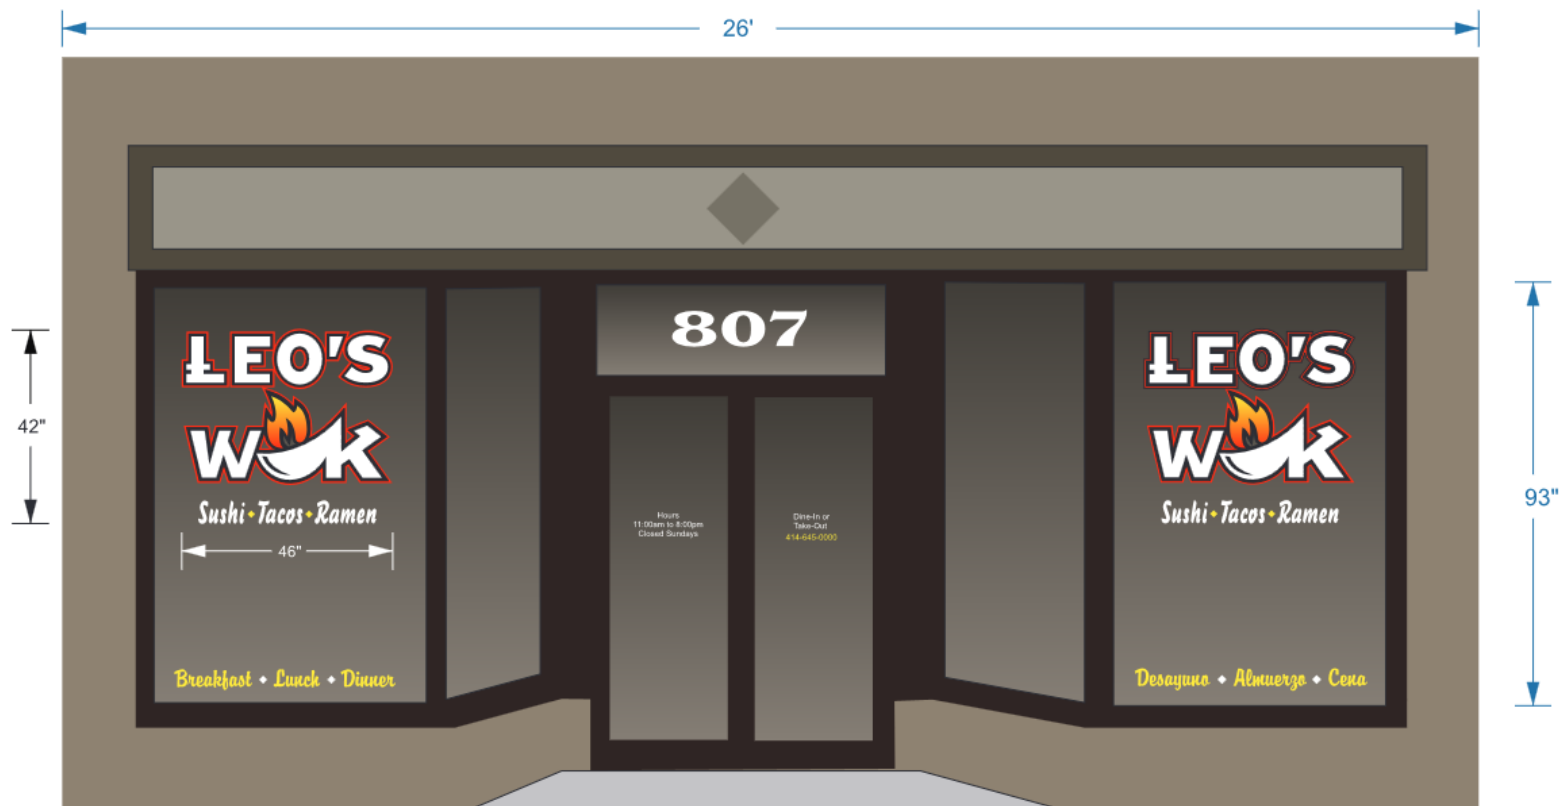 26'
LEO'S
WOK
Sushi • Tacos • Ramen
46"
Breakfast • Lunch • Dinner
42"
807
Hours
11:00am to 8:00pm
Closed Sundays
Dine-In or
Take-Out
414-645-0000
LEO'S
WOK
Sushi • Tacos • Ramen
Desayuno • Almuerzo • Cena
93"